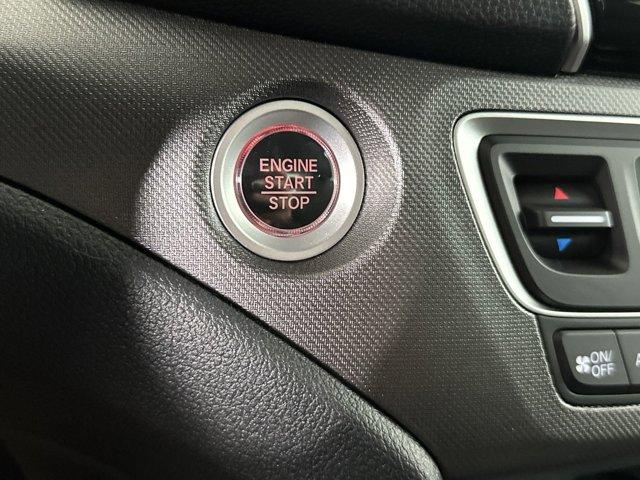 ENGINE
START
STOP
ON/
OFF
A